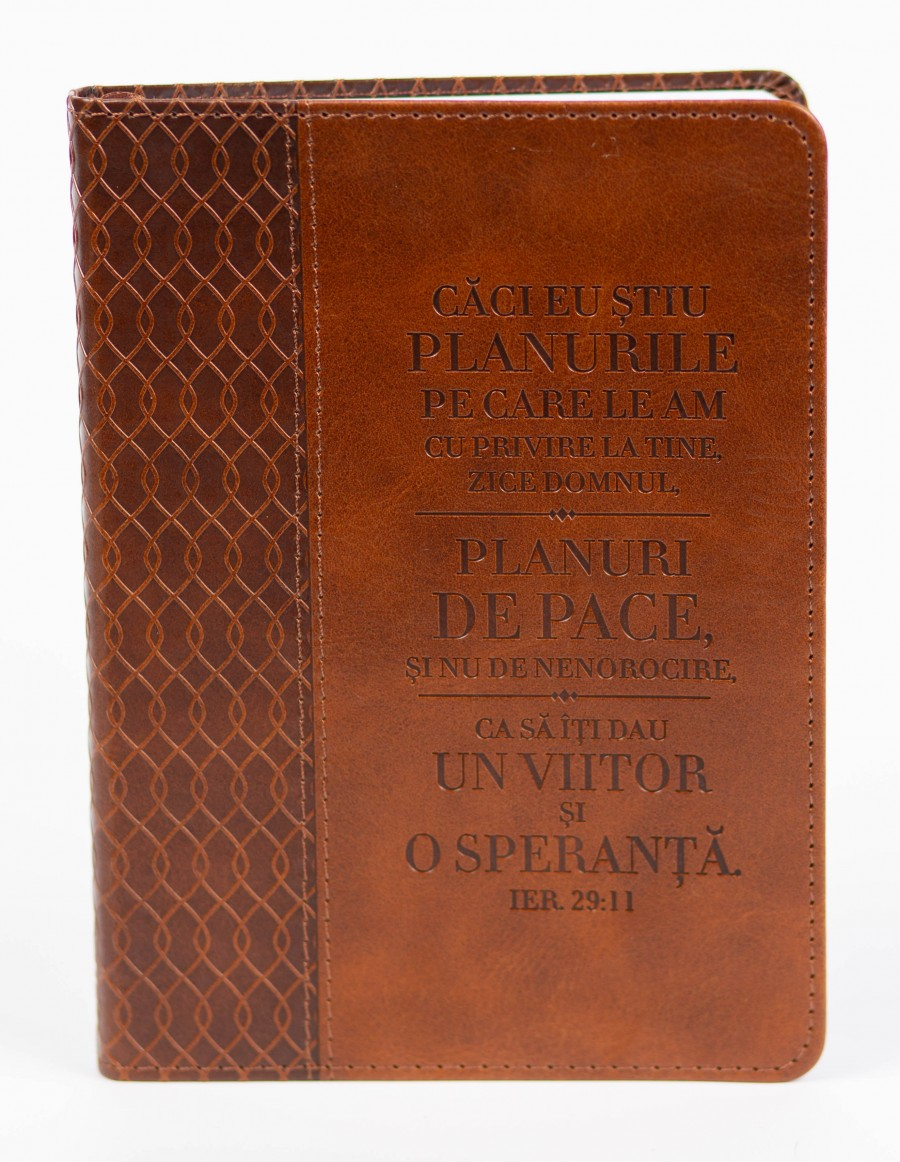 CĂCI EU ȘTIU
PLANURILE
PE CARE LE AM
CU PRIVIRE LA TINE,
ZICE DOMNUL,
PLANURI
DE PACE,
ȘI NU DE NENOROCIRE,
CA SĂ ÎȚI DAU
UN VIITOR
ȘI
O SPERANȚĂ.
IER. 29:11